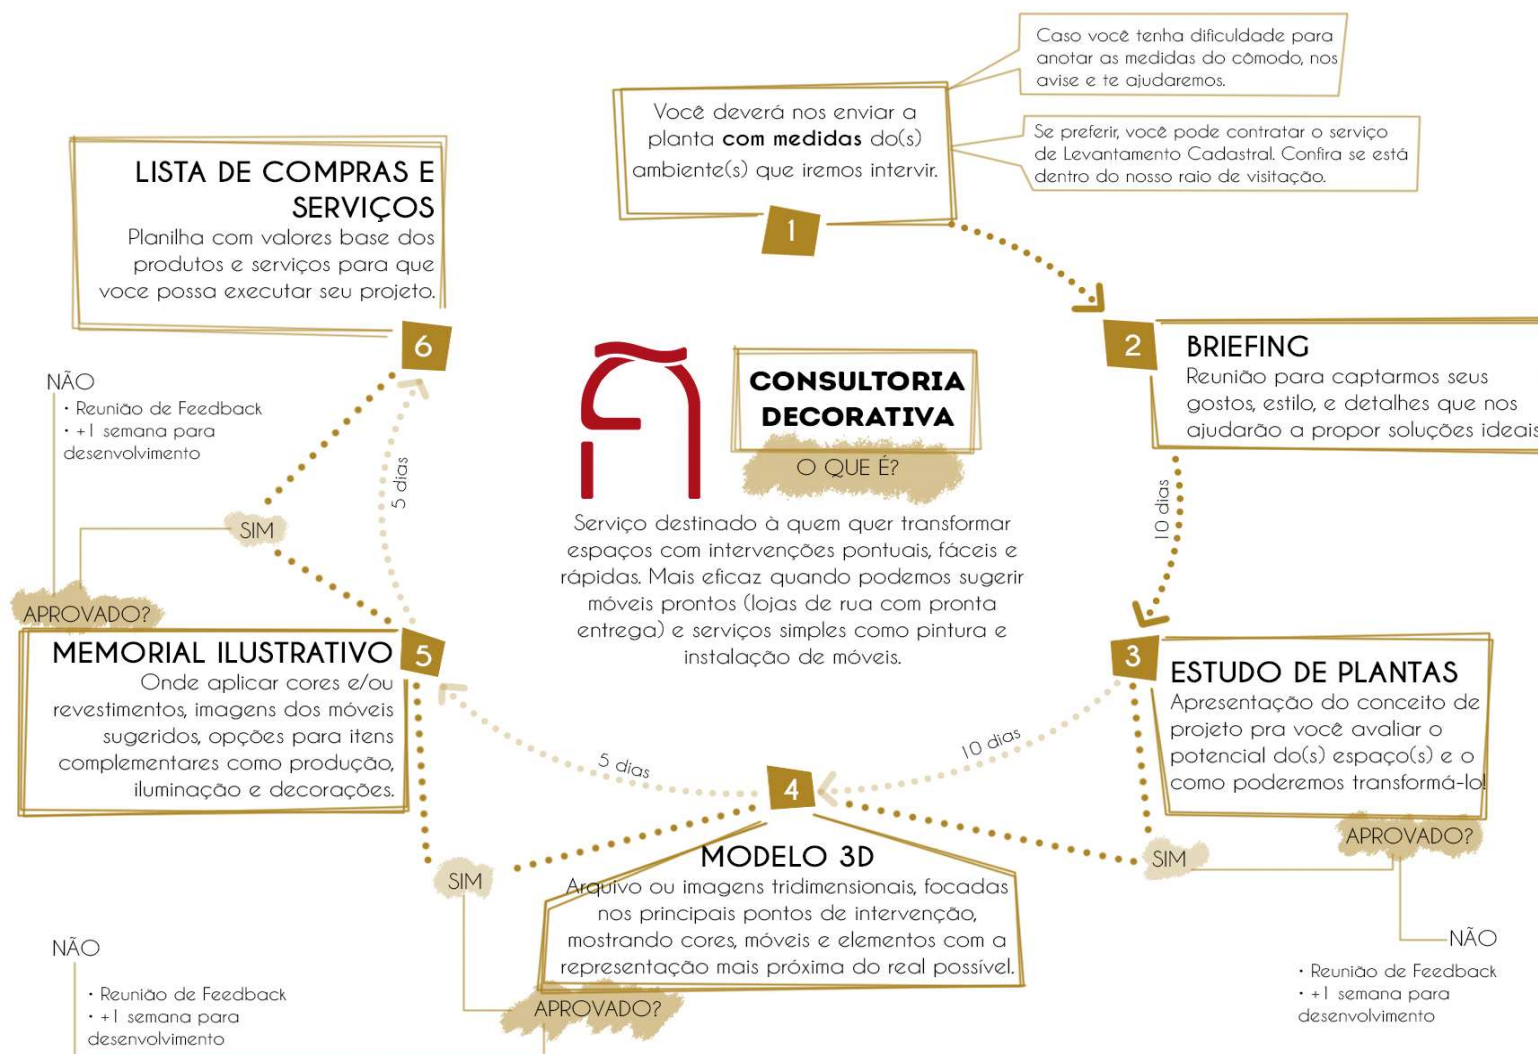 Caso você tenha dificuldade para
anotar as medidas do cômodo, nos
avise e te ajudaremos.
Você deverá nos enviar a
planta com medidas do(s)
ambiente(s) que iremos intervir.
Se preferir, você pode contratar o serviço
de Levantamento Cadastral. Confira se está
dentro do nosso raio de visitação.
1
2
BRIEFING
Reunião para captarmos seus
gostos, estilo, e detalhes que nos
ajudarão a propor soluções ideais
10 dias
3
ESTUDO DE PLANTAS
Apresentação do conceito de
projeto pra você avaliar o
potencial do(s) espaço(s) e o
como poderemos transformá-lo!
APROVADO?
SIM
NÃO
• Reunião de Feedback
• +1 semana para
desenvolvimento
10 dias
4
MODELO 3D
Arquivo ou imagens tridimensionais, focadas
nos principais pontos de intervenção,
mostrando cores, móveis e elementos com a
representação mais próxima do real possível.
APROVADO?
SIM
NÃO
• Reunião de Feedback
• +1 semana para
desenvolvimento
5 dias
5
MEMORIAL ILUSTRATIVO
Onde aplicar cores e/ou
revestimentos, imagens dos móveis
sugeridos, opções para itens
complementares como produção,
iluminação e decorações.
APROVADO?
SIM
NÃO
• Reunião de Feedback
• +1 semana para
desenvolvimento
5 dias
6
LISTA DE COMPRAS E
SERVIÇOS
Planilha com valores base dos
produtos e serviços para que
voce possa executar seu projeto.
CONSULTORIA
DECORATIVA
O QUE É?
Serviço destinado à quem quer transformar
espaços com intervenções pontuais, fáceis e
rápidas. Mais eficaz quando podemos sugerir
móveis prontos (lojas de rua com pronta
entrega) e serviços simples como pintura e
instalação de móveis.